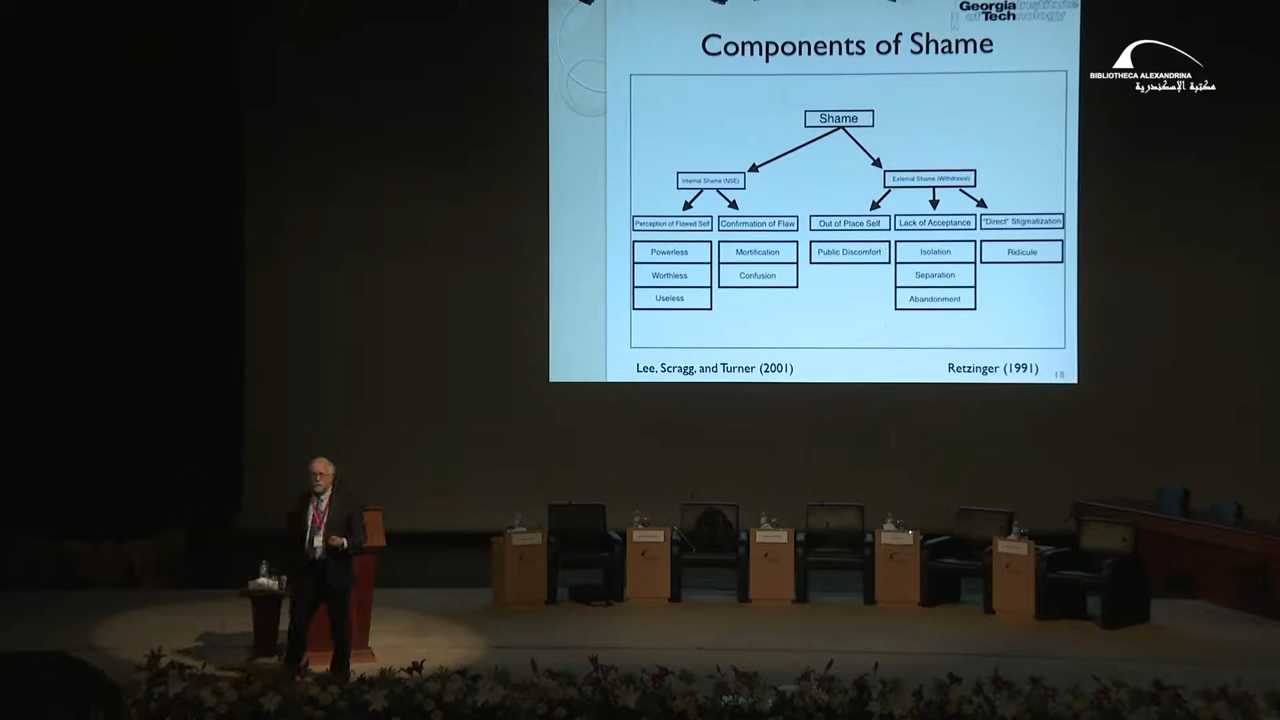 Georgia Institute
of Technology
Components of Shame
BIBLIOTHECA ALEXANDRINA
مكتبة الإسكندرية
Shame
Internal Shame (NSE)
External Shame (Withdrawal)
Perception of Flawed Self
Confirmation of Flaw
Out of Place Self
Lack of Acceptance
"Direct" Stigmatization
Powerless
Mortification
Public Discomfort
Isolation
Ridicule
Worthless
Confusion
Separation
Useless
Abandonment
Lee, Scragg, and Turner (2001)
Retzinger (1991)
18